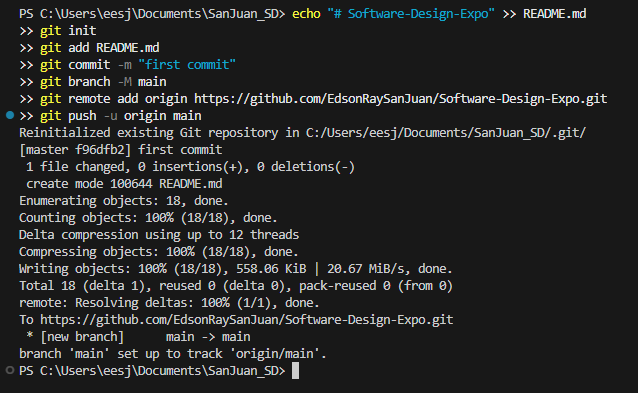 PS C:\Users\eesj\Documents\SanJuan_SD> echo "# Software-Design-Expo" >> README.md
>> git init
>> git add README.md
>> git commit -m "first commit"
>> git branch -M main
>> git remote add origin https://github.com/EdsonRaySanJuan/Software-Design-Expo.git
>> git push -u origin main
Reinitialized existing Git repository in C:/Users/eesj/Documents/SanJuan_SD/.git/
[master f96dfb2] first commit
 1 file changed, 0 insertions(+), 0 deletions(-)
 create mode 100644 README.md
Enumerating objects: 18, done.
Counting objects: 100% (18/18), done.
Delta compression using up to 12 threads
Compressing objects: 100% (18/18), done.
Writing objects: 100% (18/18), 558.06 KiB | 20.67 MiB/s, done.
Total 18 (delta 1), reused 0 (delta 0), pack-reused 0 (from 0)
remote: Resolving deltas: 100% (1/1), done.
To https://github.com/EdsonRaySanJuan/Software-Design-Expo.git
 * [new branch]      main -> main
branch 'main' set up to track 'origin/main'.
PS C:\Users\eesj\Documents\SanJuan_SD>